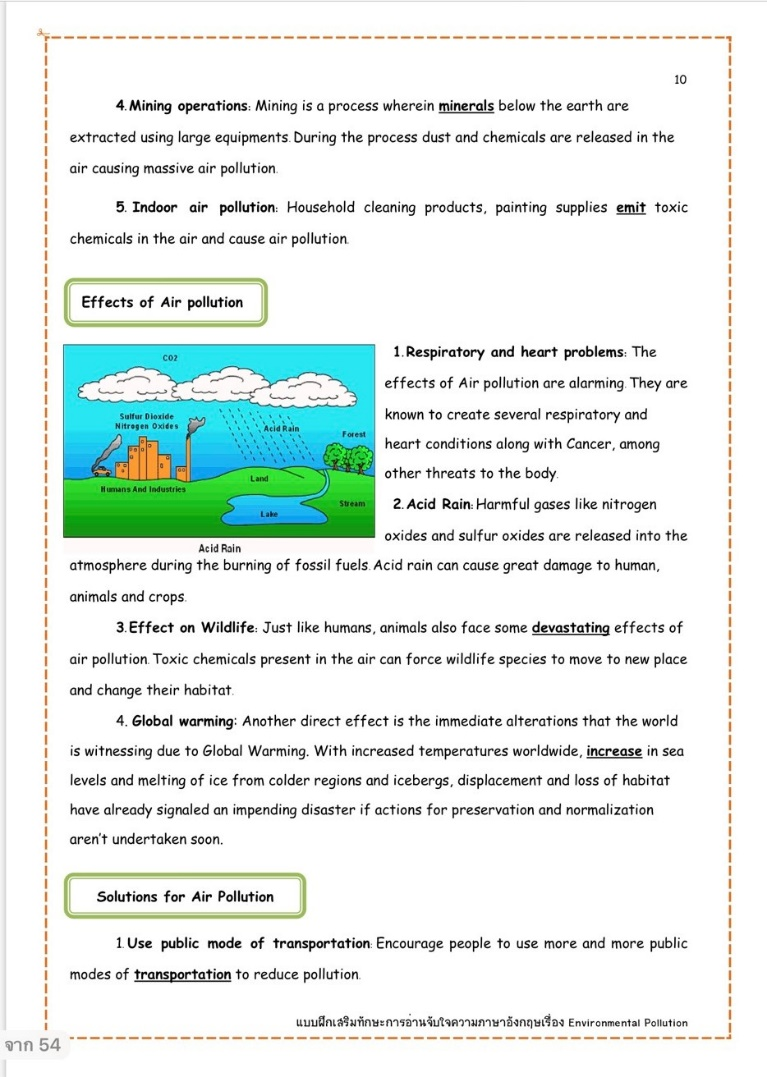 10
4. Mining operations: Mining is a process wherein minerals below the earth are
extracted using large equipments. During the process dust and chemicals are released in the
air causing massive air pollution.
5. Indoor air pollution: Household cleaning products, painting supplies emit toxic
chemicals in the air and cause air pollution.
Effects of Air pollution
CO2
Sulfur Dioxide
Nitrogen Oxides
Acid Rain
Forest
Land
Humans And Industries
Stream
Lake
Acid Rain
1. Respiratory and heart problems: The
effects of Air pollution are alarming. They are
known to create several respiratory and
heart conditions along with Cancer, among
other threats to the body.
2. Acid Rain: Harmful gases like nitrogen
oxides and sulfur oxides are released into the
atmosphere during the burning of fossil fuels. Acid rain can cause great damage to human,
animals and crops.
3. Effect on Wildlife: Just like humans, animals also face some devastating effects of
air pollution. Toxic chemicals present in the air can force wildlife species to move to new place
and change their habitat.
4. Global warming: Another direct effect is the immediate alterations that the world
is witnessing due to Global Warming. With increased temperatures worldwide, increase in sea
levels and melting of ice from colder regions and icebergs, displacement and loss of habitat
have already signaled an impending disaster if actions for preservation and normalization
aren't undertaken soon.
Solutions for Air Pollution
1. Use public mode of transportation: Encourage people to use more and more public
modes of transportation to reduce pollution.
แบบฝึกเสริมทักษะการอ่านจับใจความภาษาอังกฤษเรื่อง Environmental Pollution
จาก 54